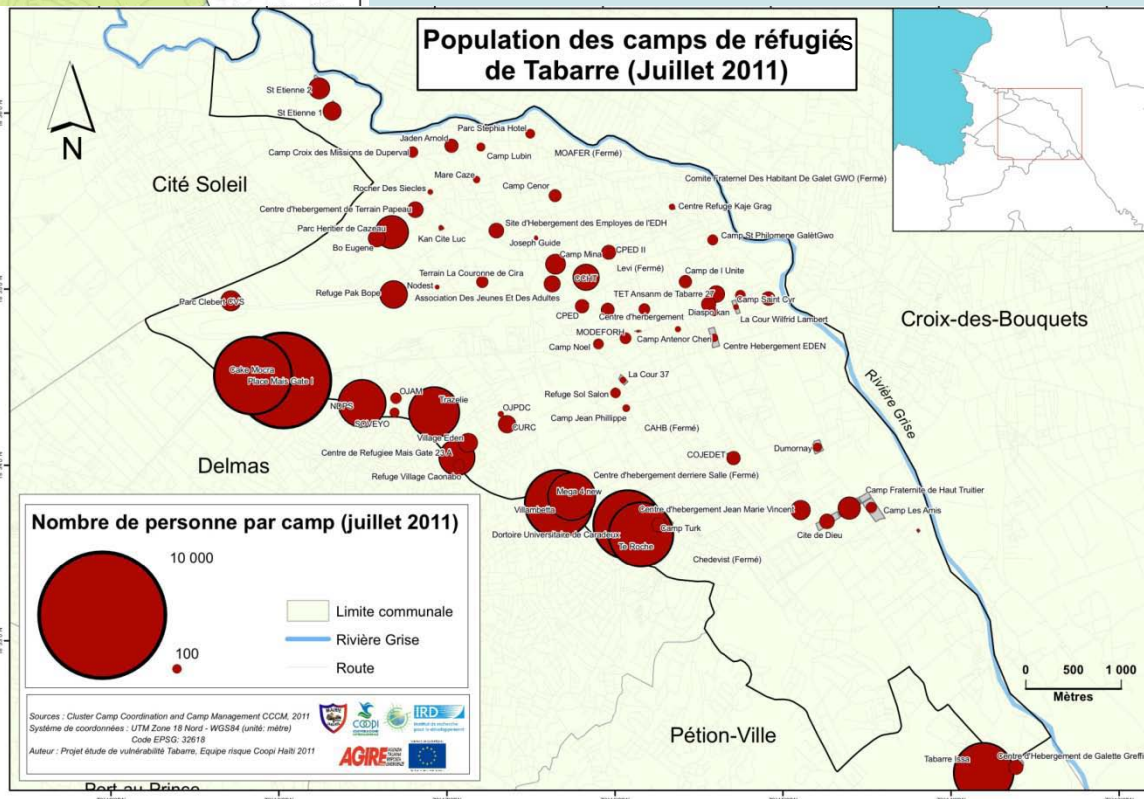 Population des camps de réfugiés
de Tabarre (Juillet 2011)
N
St Etienne 2
St Etienne 1
Parc Stephia Hotel
Jaden Arnold
Camp Croix des Missions de Duperval
Camp Lubin
MOAFER (Fermé)
Cité Soleil
Mare Caze
Rocher Des Siecles
Camp Cenor
Comite Fraternel Des Habitant De Galet GWO (Fermé)
Centre d'hebergement de Terrain Papeau
Centre Refuge Kaje Grag
Parc Heritier de Cazeau
Kan Cite Luc
Site d'Hebergement des Employes de l'EDH
Bo Eugene
Joseph Guide
Camp St Philomene GalètGwo
CPED II
Camp Mina
Levi (Fermé)
CCHT
Terrain La Couronne de Cira
Camp de l Unite
Nodest
Refuge Pak Bope
Association Des Jeunes Et Des Adultes
TET Ansanm de Tabarre 27
Camp Saint Cyr
Parc Clebert CVS
CPED
Centre d'herbergement
Diaspokan
La Cour Wilfrid Lambert
Croix-des-Bouquets
MODEFORH
Camp Noel
Camp Antenor Cheri
Centre Hebergement EDEN
Cake Mocra
Place Mais Gate I
La Cour 37
Rivière Grise
OJAM
Trazelie
Refuge Sol Salon
NLPS
SOVEYO
OJPDC
CURC
Camp Jean Phillippe
CAHB (Fermé)
Village Eden
Centre de Refugiee Mais Gate 23 A
Dumornay
COJEDET
Delmas
Refuge Village Caonabo
Centre d'hebergement derriere Salle (Fermé)
Mega 4 new
Camp Fraternite de Haut Truitier
Villambetta
Centre d'hebergement Jean Marie Vincent
Camp Les Amis
Dortoire Universitaire de Caradeux
Camp Turk
Cite de Dieu
Te Roche
Chedevist (Fermé)
Nombre de personne par camp (juillet 2011)
10 000
100
Limite communale
Rivière Grise
Route
0 500 1 000
Mètres
Sources : Cluster Camp Coordination and Camp Management CCCM, 2011
Système de coordonnées : UTM Zone 18 Nord - WGS84 (unité: mètre)
Code EPSG: 32618
Auteur : Projet étude de vulnérabilité Tabarre, Equipe risque Coopi Haïti 2011
COOPI
IRD
Institut de recherche
pour le développement
AGIRE
Pétion-Ville
Tabarre Issa
Centre d'Hebergement de Galette Greffi
Port-au-Prince